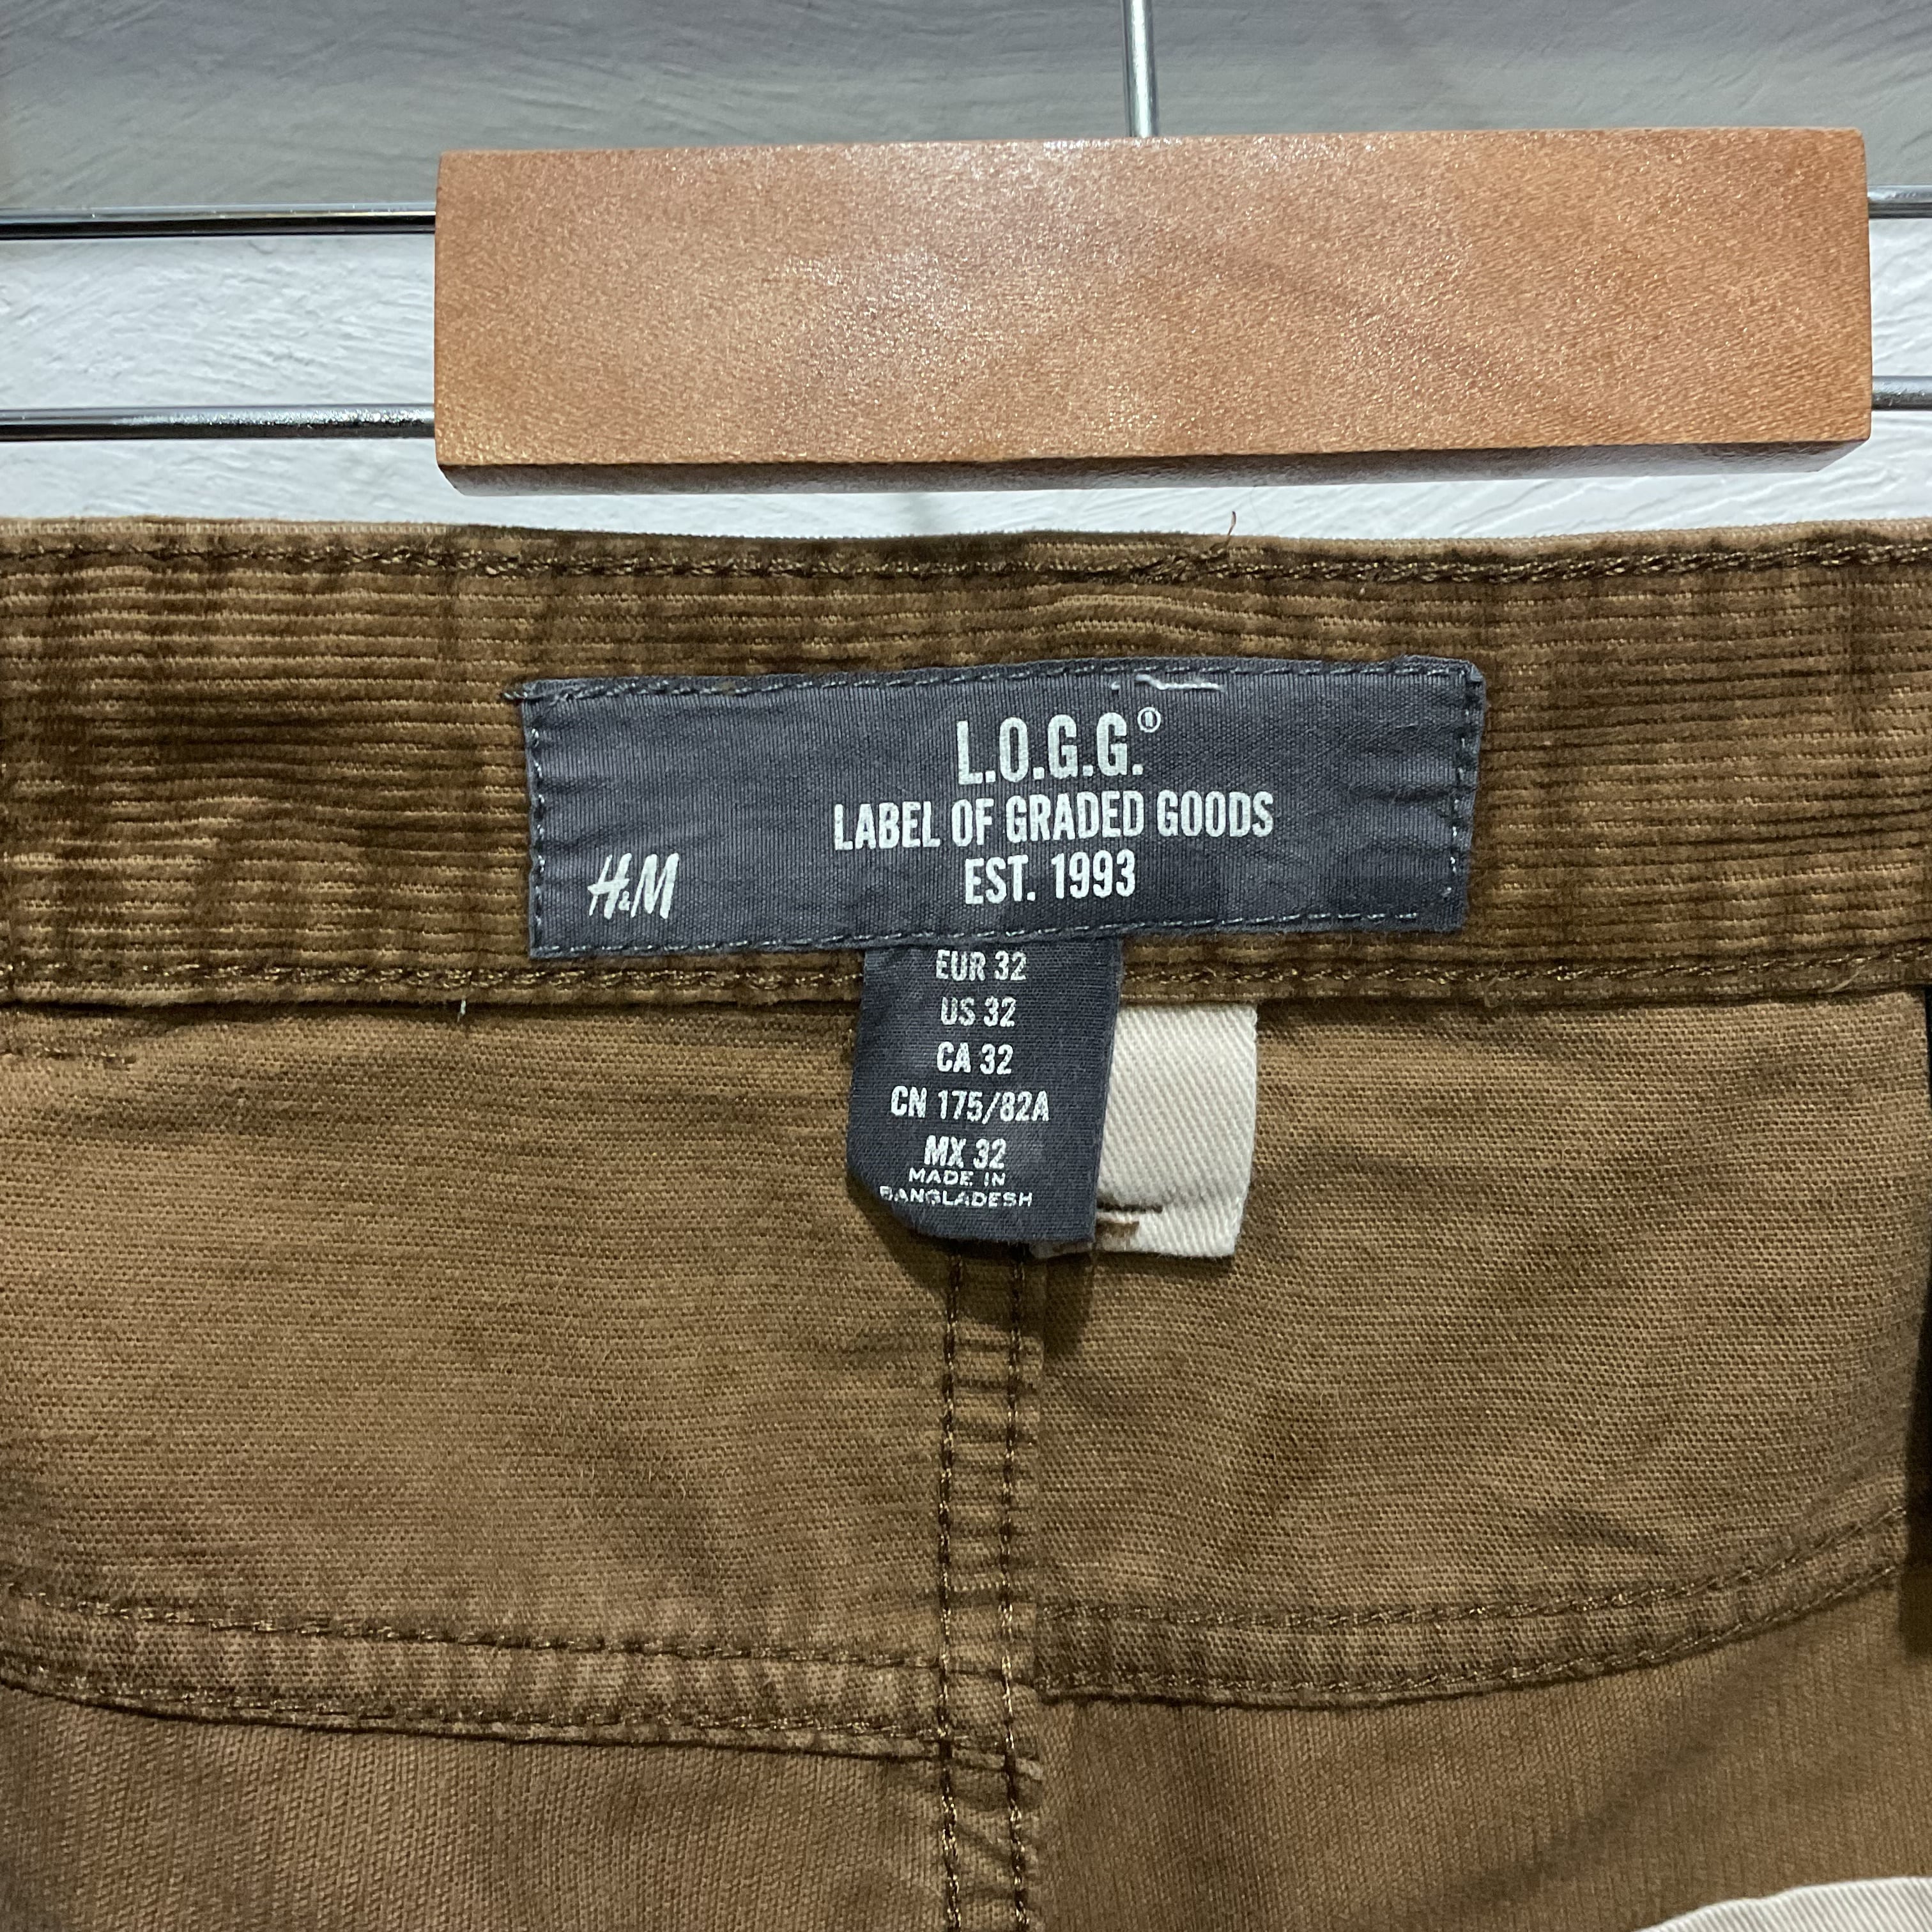 L.O.G.G.®
LABEL OF GRADED GOODS
EST. 1993
H&M
EUR 32
US 32
CA 32
CN 175/82A
MX 32
MADE IN
BANGLADESH